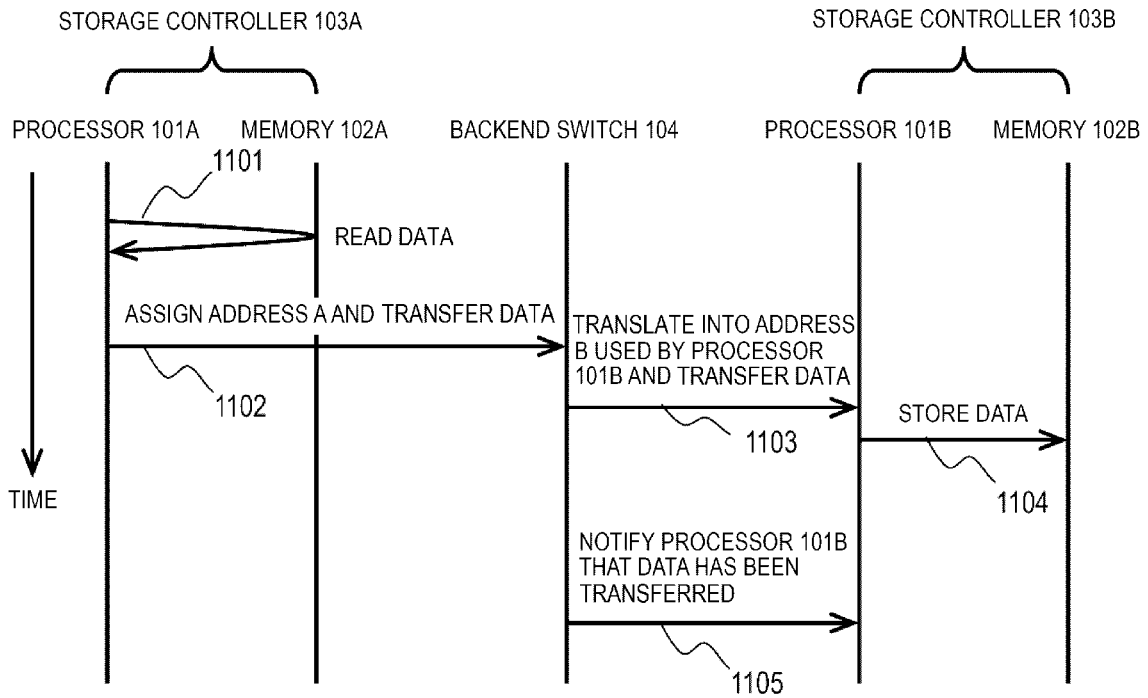 STORAGE CONTROLLER 103A
STORAGE CONTROLLER 103B
PROCESSOR 101A
MEMORY 102A
BACKEND SWITCH 104
PROCESSOR 101B
MEMORY 102B
1101
READ DATA
ASSIGN ADDRESS A AND TRANSFER DATA
1102
TRANSLATE INTO ADDRESS
B USED BY PROCESSOR
101B AND TRANSFER DATA
1103
STORE DATA
1104
TIME
NOTIFY PROCESSOR 101B
THAT DATA HAS BEEN
TRANSFERRED
1105